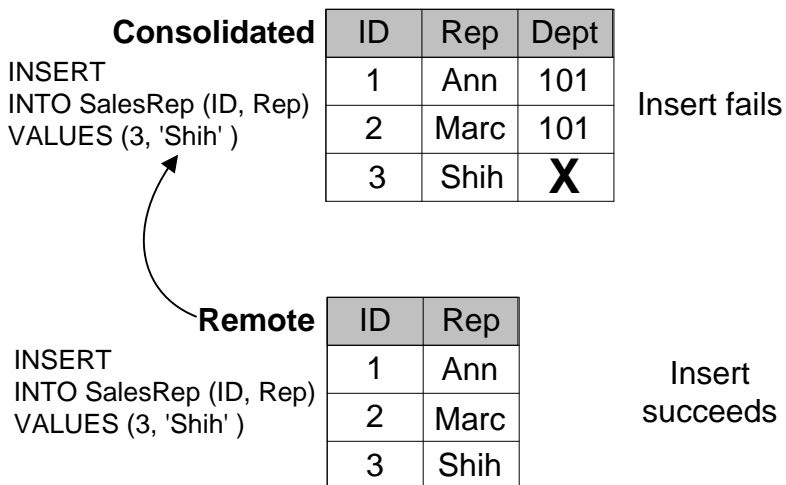 Consolidated
INSERT
INTO SalesRep (ID, Rep)
VALUES (3, 'Shih' )
ID Rep Dept
1 Ann 101
2 Marc 101
3 Shih X
Insert fails
Remote
INSERT
INTO SalesRep (ID, Rep)
VALUES (3, 'Shih' )
ID Rep
1 Ann
2 Marc
3 Shih
Insert
succeeds